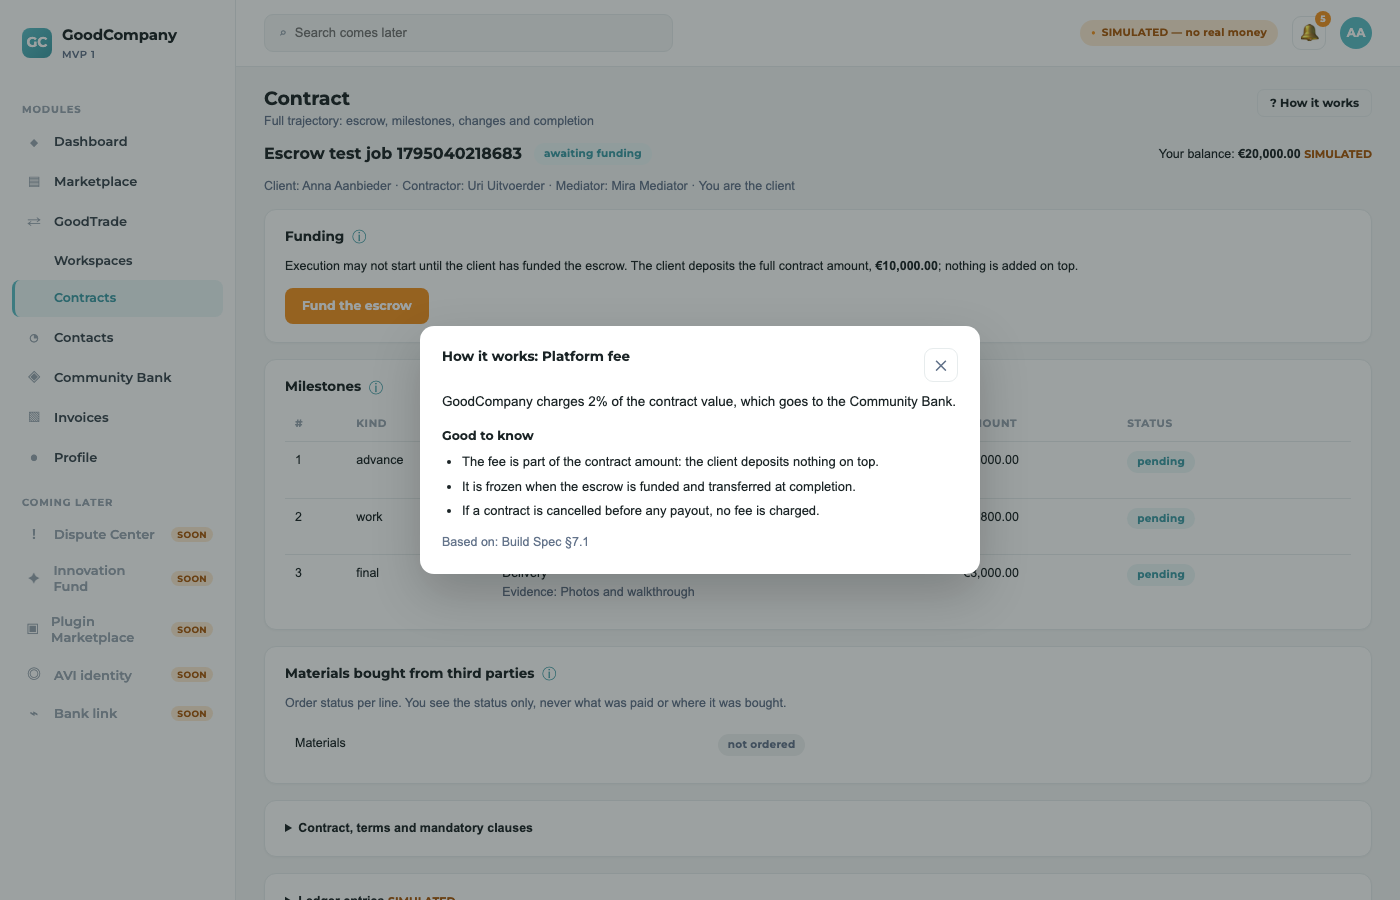 GC GoodCompany
MVP 1
Search comes later
SIMULATED — no real money
5
AA
MODULES
Dashboard
Marketplace
GoodTrade
Workspaces
Contracts
Contacts
Community Bank
Invoices
Profile
COMING LATER
! Dispute Center SOON
Innovation
Fund SOON
Plugin
Marketplace SOON
AVI identity SOON
Bank link SOON
Contract
? How it works
Full trajectory: escrow, milestones, changes and completion
Escrow test job 1795040218683 awaiting funding
Your balance: €20,000.00 SIMULATED
Client: Anna Aanbieder · Contractor: Uri Uitvoerder · Mediator: Mira Mediator · You are the client
Funding ⓘ
Execution may not start until the client has funded the escrow. The client deposits the full contract amount, €10,000.00; nothing is added on top.
Fund the escrow
How it works: Platform fee
GoodCompany charges 2% of the contract value, which goes to the Community Bank.
Good to know
• The fee is part of the contract amount: the client deposits nothing on top.
• It is frozen when the escrow is funded and transferred at completion.
• If a contract is cancelled before any payout, no fee is charged.
Based on: Build Spec §7.1
Milestones ⓘ
# KIND STATUS
1 advance pending
2 work pending
3 final Delivery pending
Evidence: Photos and walkthrough
Materials bought from third parties ⓘ
Order status per line. You see the status only, never what was paid or where it was bought.
Materials not ordered
Contract, terms and mandatory clauses
Ledger entries SIMULATED